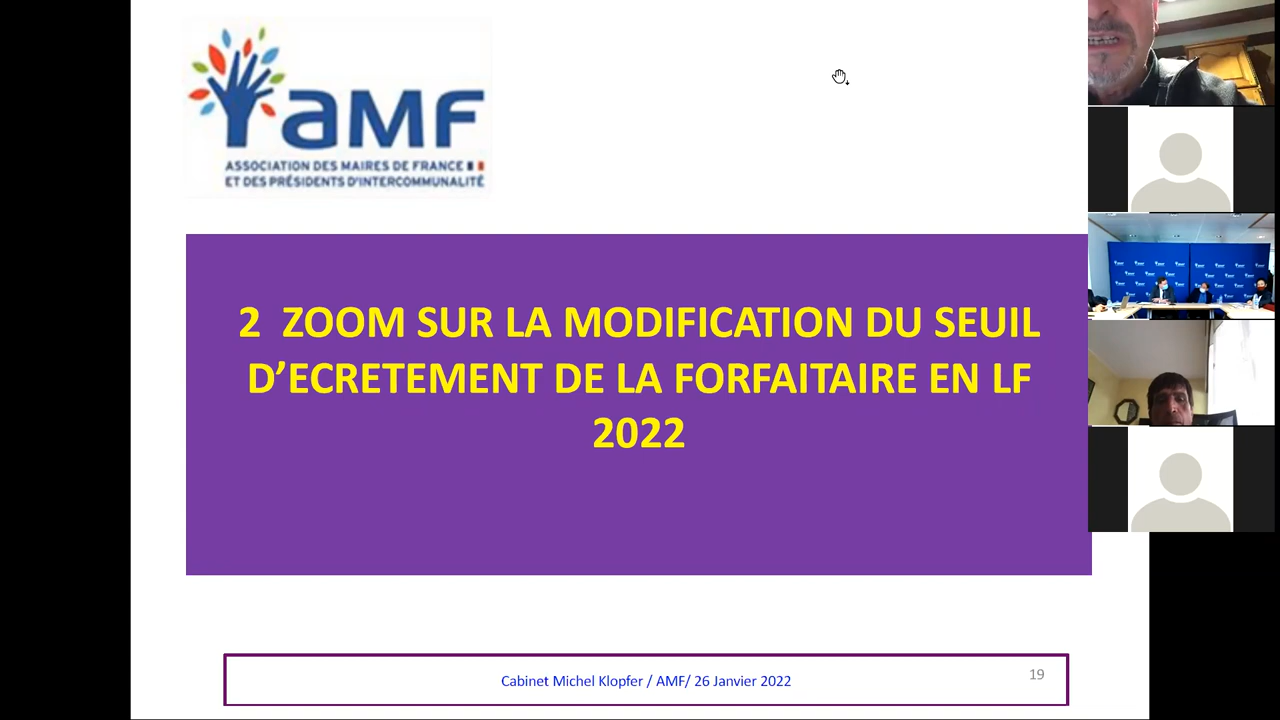 amf
ASSOCIATION DES MAIRES DE FRANCE
ET DES PRÉSIDENTS D'INTERCOMMUNALITÉ
2 ZOOM SUR LA MODIFICATION DU SEUIL
D’ECRETEMENT DE LA FORFAITAIRE EN LF
2022
Cabinet Michel Klopfer / AMF/ 26 Janvier 2022
19